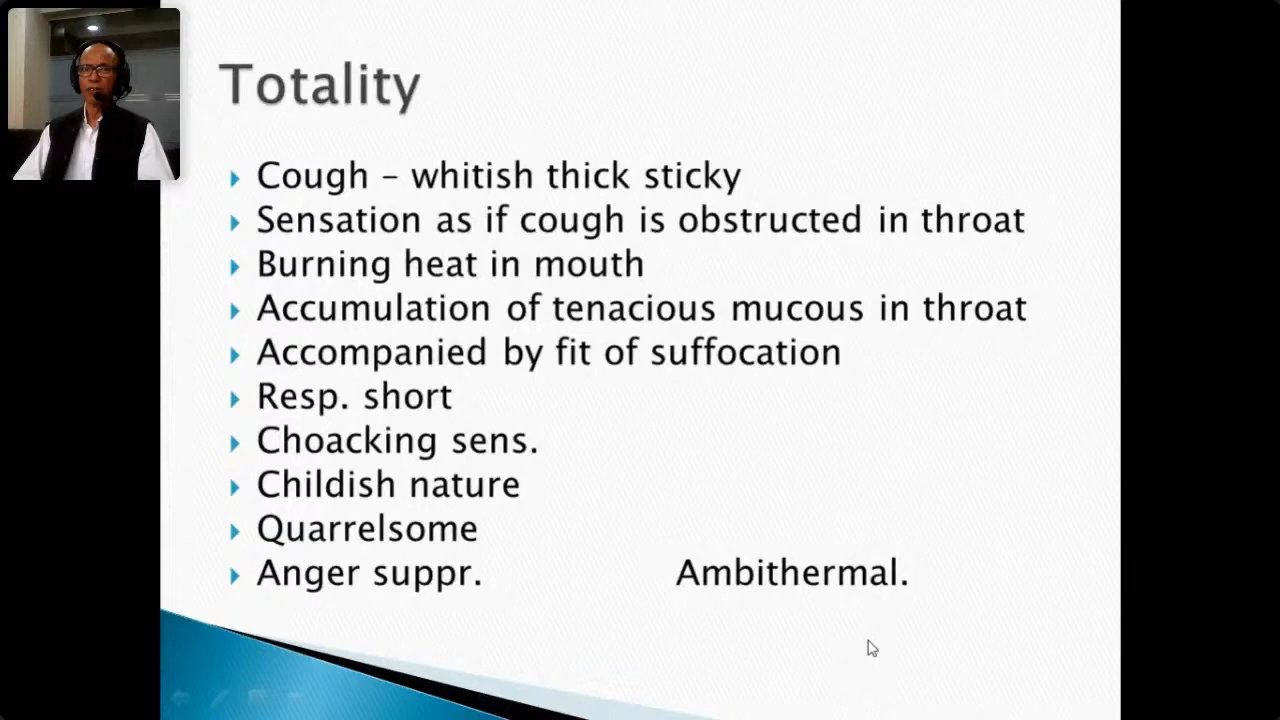 Totality
Cough – whitish thick sticky
Sensation as if cough is obstructed in throat
Burning heat in mouth
Accumulation of tenacious mucous in throat
Accompanied by fit of suffocation
Resp. short
Choacking sens.
Childish nature
Quarrelsome
Anger suppr. Ambithermal.